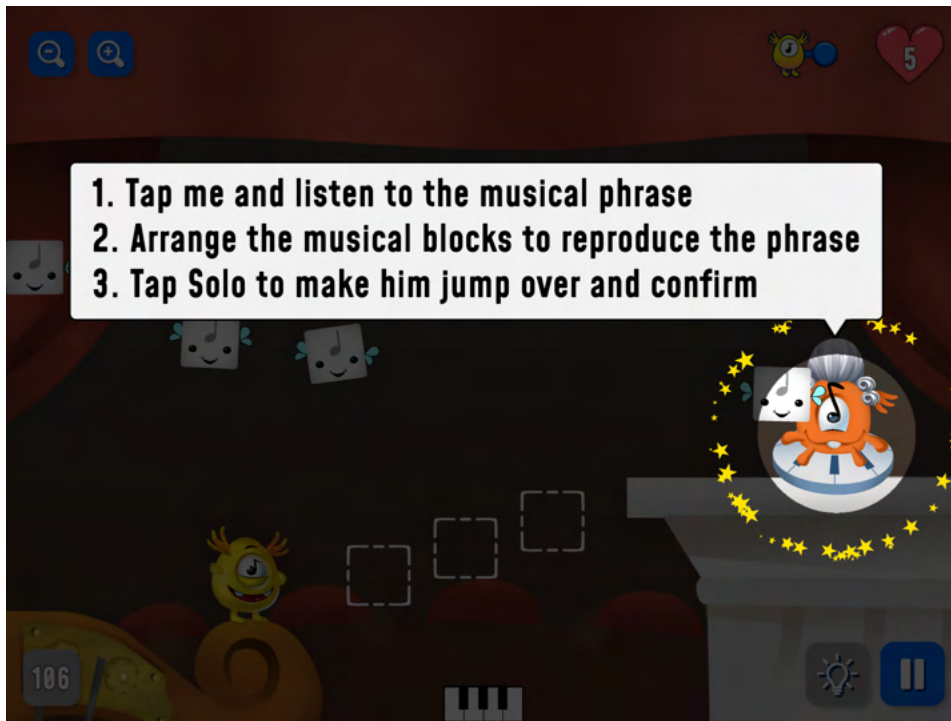 5
1. Tap me and listen to the musical phrase
2. Arrange the musical blocks to reproduce the phrase
3. Tap Solo to make him jump over and confirm
106